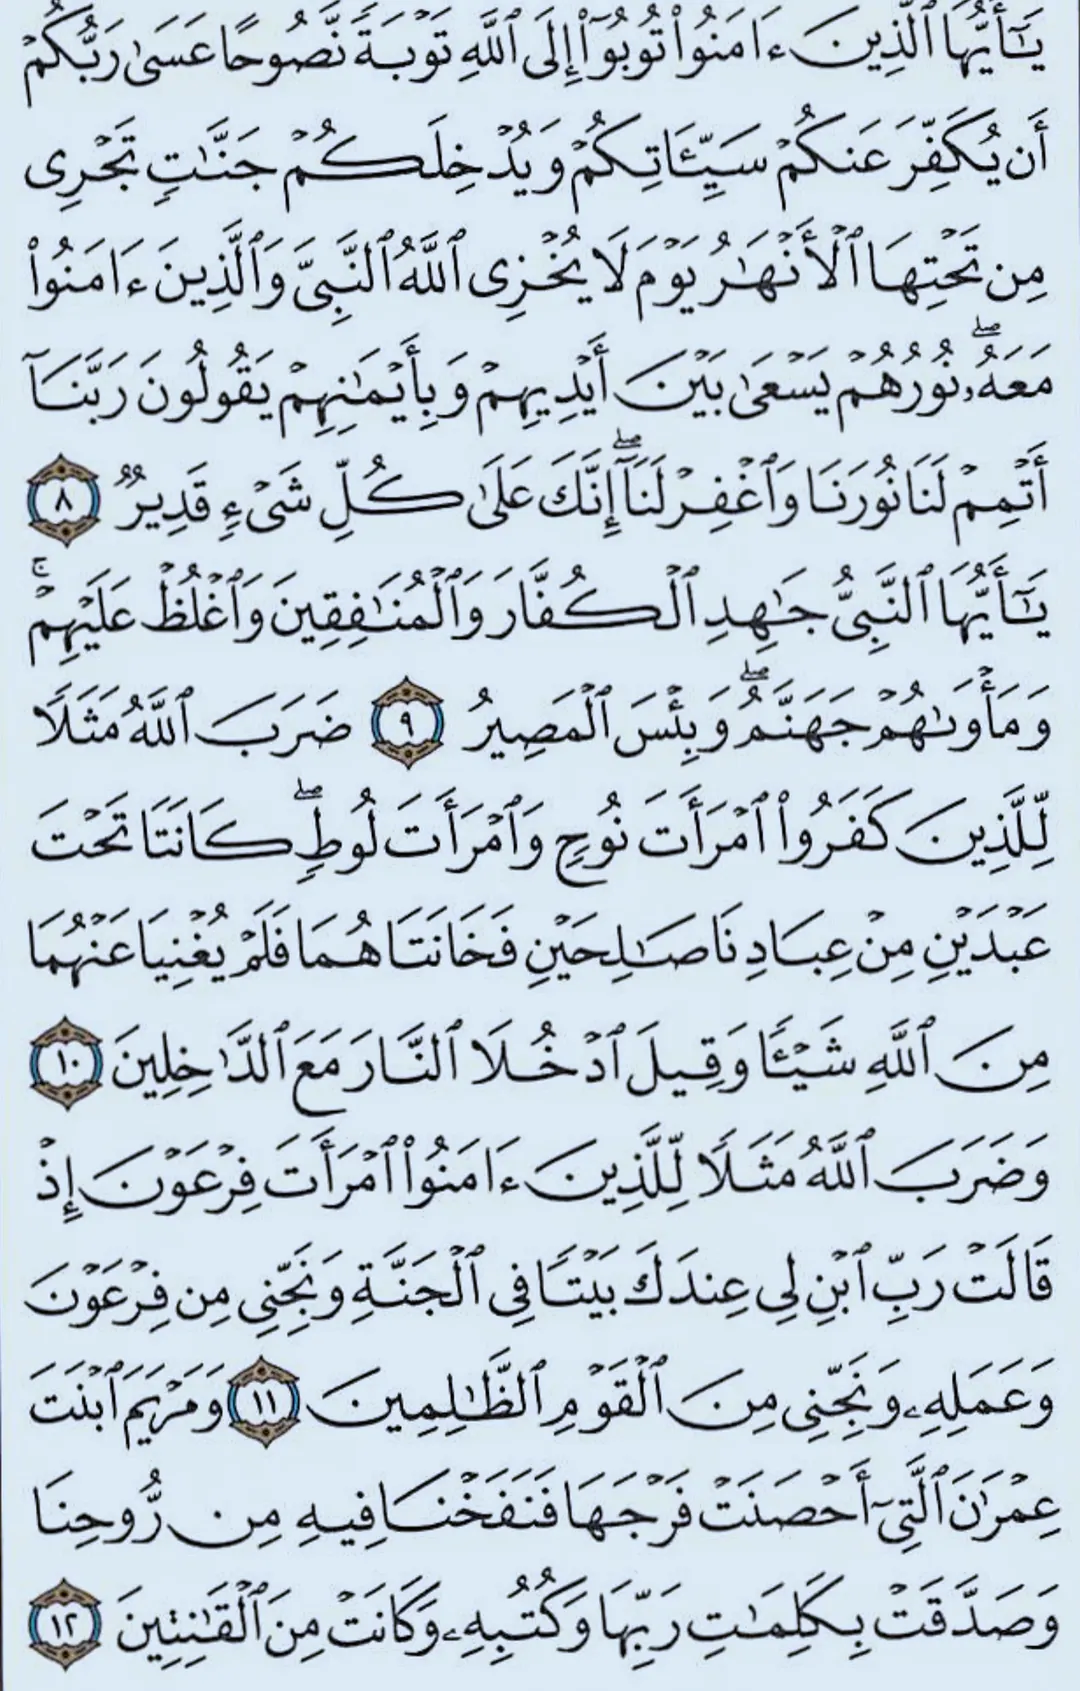 يَٰٓأَيُّهَا ٱلَّذِينَ ءَامَنُوا۟ تُوبُوٓا۟ إِلَى ٱللَّهِ تَوْبَةً نَّصُوحًا عَسَىٰ رَبُّكُمْ
أَن يُكَفِّرَ عَنكُمْ سَيِّـَٔاتِكُمْ وَيُدْخِلَكُمْ جَنَّٰتٍ تَجْرِى
مِن تَحْتِهَا ٱلْأَنْهَٰرُ يَوْمَ لَا يُخْزِى ٱللَّهُ ٱلنَّبِىَّ وَٱلَّذِينَ ءَامَنُوا۟
مَعَهُۥۖ نُورُهُمْ يَسْعَىٰ بَيْنَ أَيْدِيهِمْ وَبِأَيْمَٰنِهِمْ يَقُولُونَ رَبَّنَآ
أَتْمِمْ لَنَا نُورَنَا وَٱغْفِرْ لَنَآۖ إِنَّكَ عَلَىٰ كُلِّ شَىْءٍ قَدِيرٌ ٨
يَٰٓأَيُّهَا ٱلنَّبِىُّ جَٰهِدِ ٱلْكُفَّارَ وَٱلْمُنَٰفِقِينَ وَٱغْلُظْ عَلَيْهِمْۚ
وَمَأْوَىٰهُمْ جَهَنَّمُۖ وَبِئْسَ ٱلْمَصِيرُ ٩ ضَرَبَ ٱللَّهُ مَثَلًا
لِّلَّذِينَ كَفَرُوا۟ ٱمْرَأَتَ نُوحٍ وَٱمْرَأَتَ لُوطٍۖ كَانَتَا تَحْتَ
عَبْدَيْنِ مِنْ عِبَادِنَا صَٰلِحَيْنِ فَخَانَتَاهُمَا فَلَمْ يُغْنِيَا عَنْهُمَا
مِنَ ٱللَّهِ شَيْـًٔا وَقِيلَ ٱدْخُلَا ٱلنَّارَ مَعَ ٱلدَّٰخِلِينَ ١٠
وَضَرَبَ ٱللَّهُ مَثَلًا لِّلَّذِينَ ءَامَنُوا۟ ٱمْرَأَتَ فِرْعَوْنَ إِذْ
قَالَتْ رَبِّ ٱبْنِ لِى عِندَكَ بَيْتًا فِى ٱلْجَنَّةِ وَنَجِّنِى مِن فِرْعَوْنَ
وَعَمَلِهِۦ وَنَجِّنِى مِنَ ٱلْقَوْمِ ٱلظَّٰلِمِينَ ١١ وَمَرْيَمَ ٱبْنَتَ
عِمْرَٰنَ ٱلَّتِىٓ أَحْصَنَتْ فَرْجَهَا فَنَفَخْنَا فِيهِ مِن رُّوحِنَا
وَصَدَّقَتْ بِكَلِمَٰتِ رَبِّهَا وَكُتُبِهِۦ وَكَانَتْ مِنَ ٱلْقَٰنِتِينَ ١٢